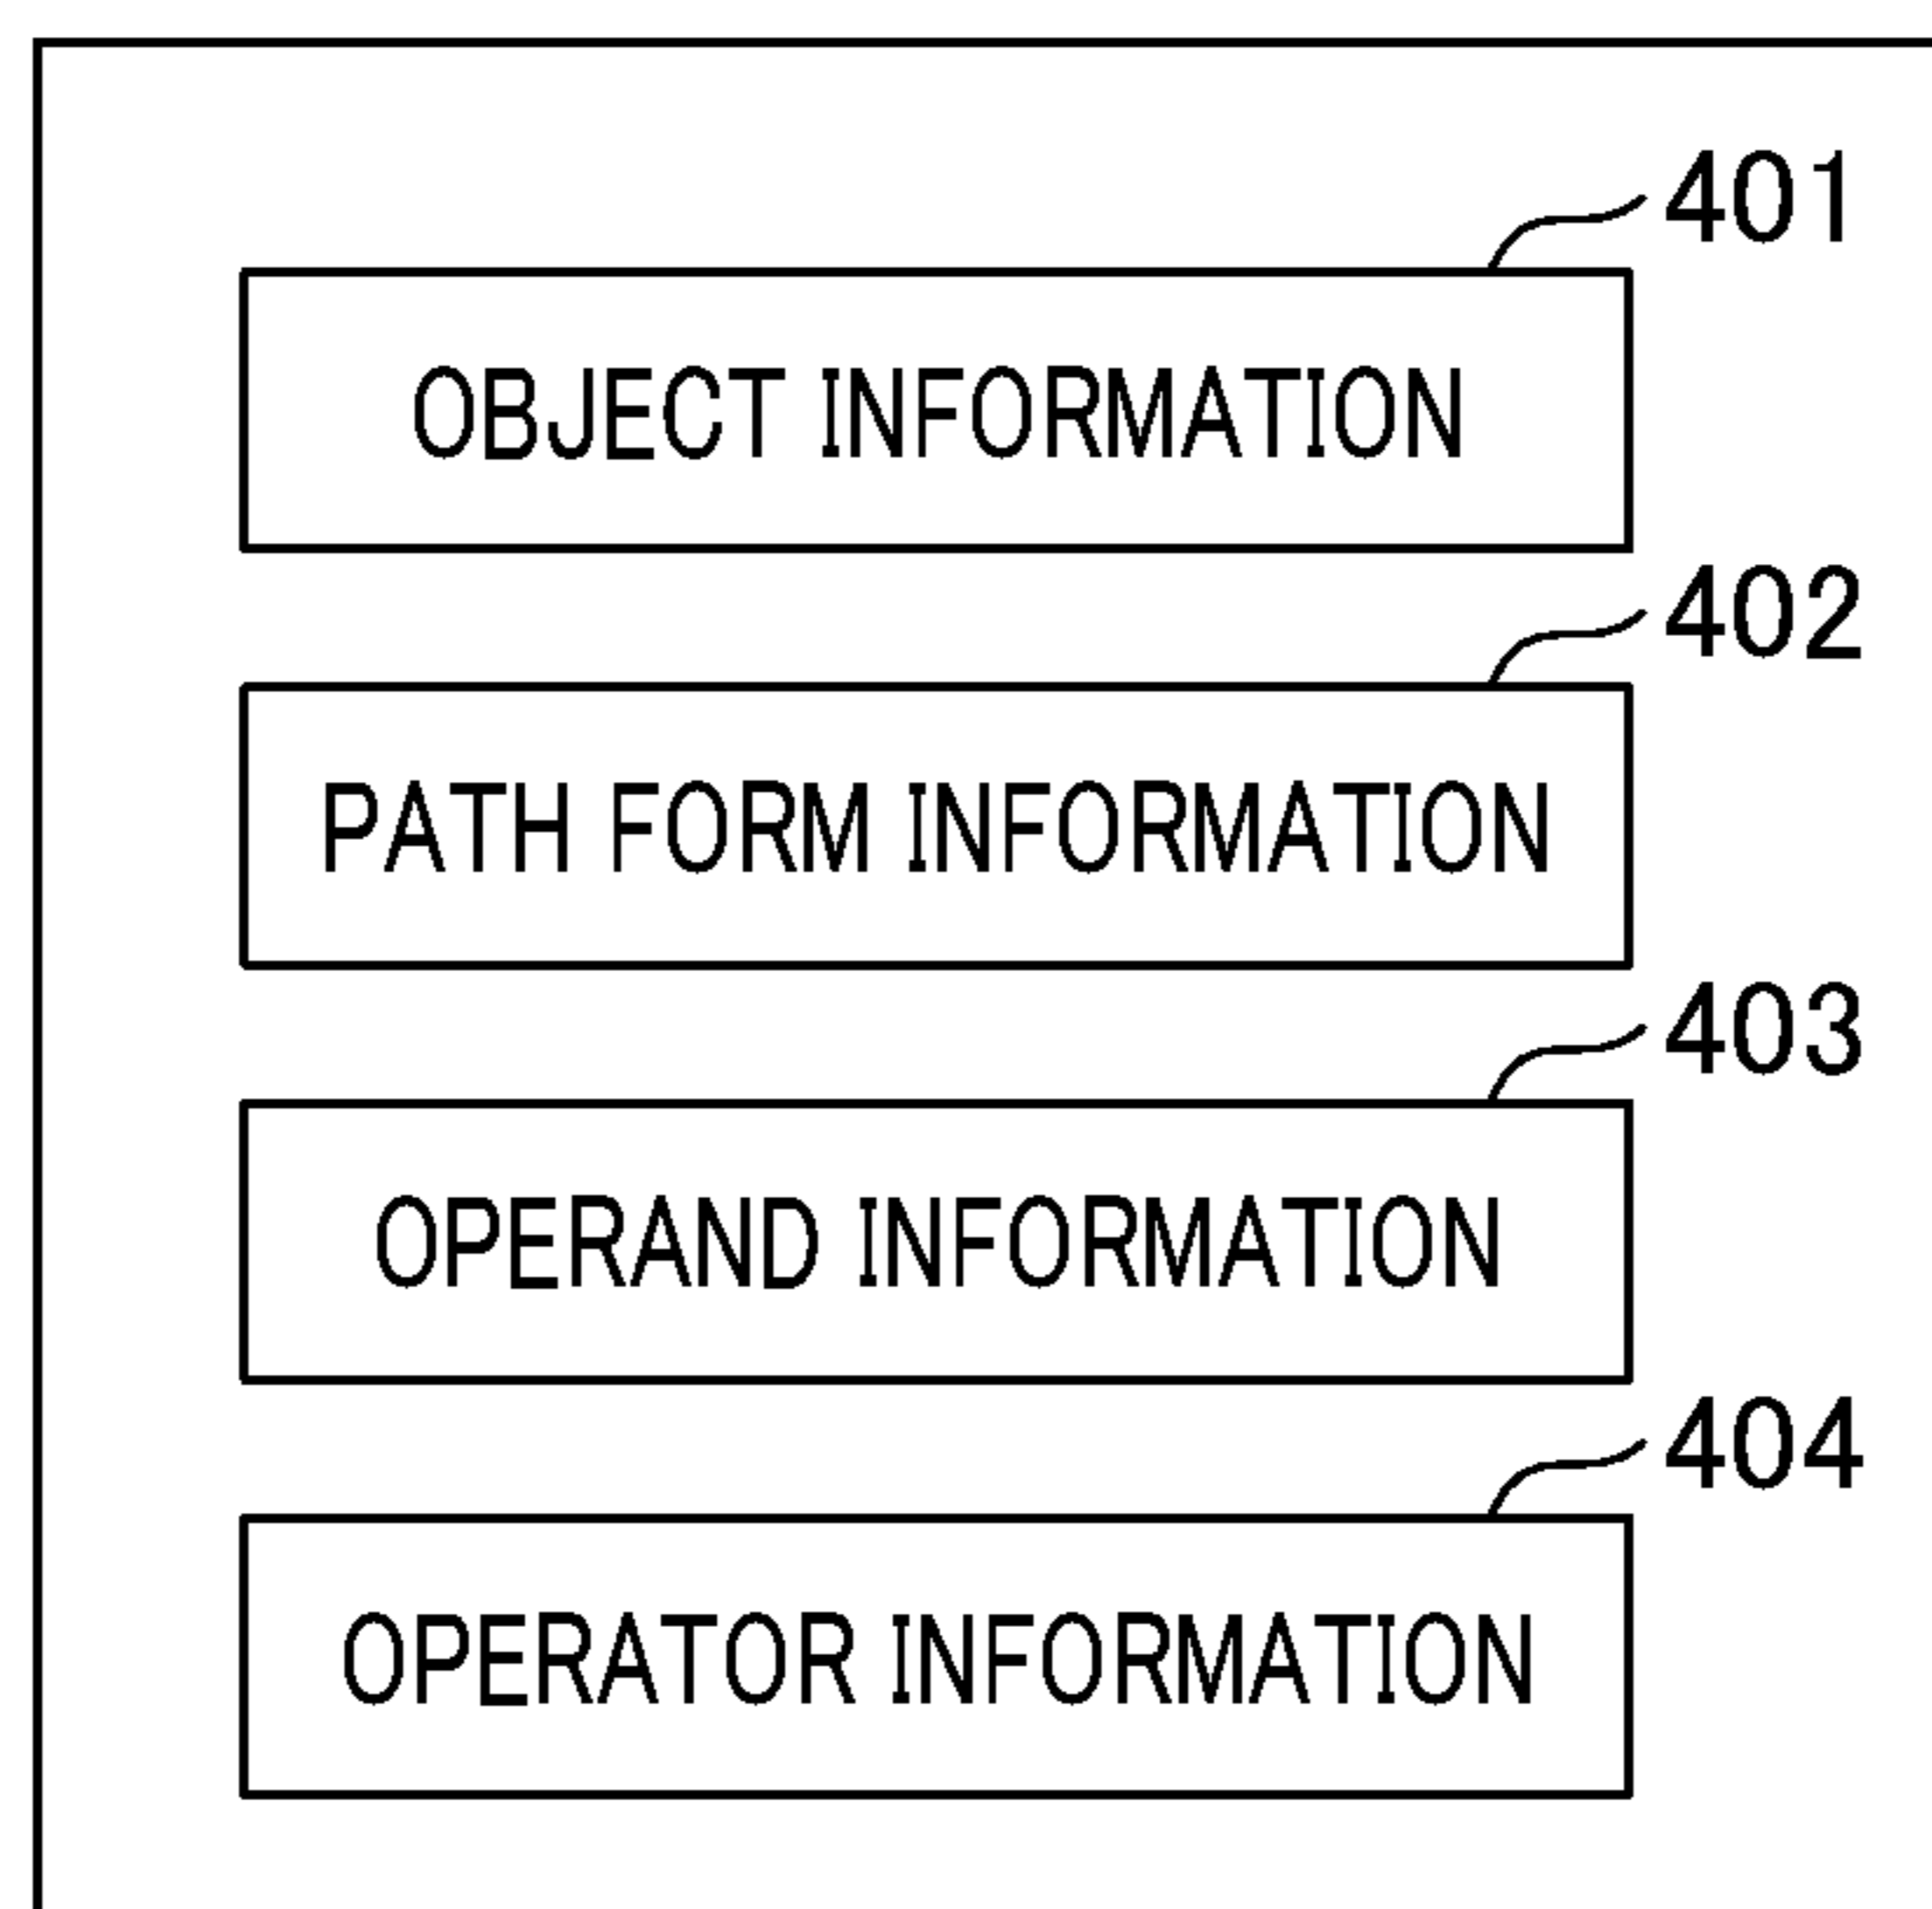 401
OBJECT INFORMATION
402
PATH FORM INFORMATION
403
OPERAND INFORMATION
404
OPERATOR INFORMATION